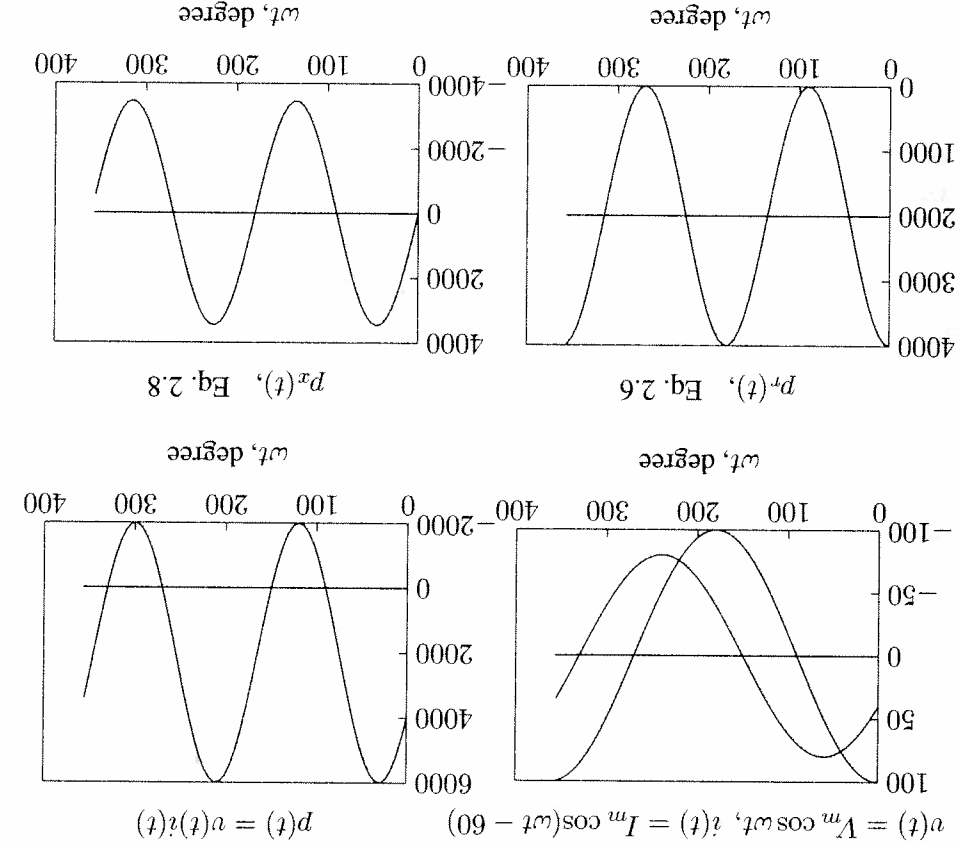 v(t) = V_m cos ωt, i(t) = I_m cos(ωt − 60)
100
50
0
−50
−100
0 100 200 300 400
ωt, degree
p(t) = v(t)i(t)
6000
4000
2000
0
−2000
0 100 200 300 400
ωt, degree
p_r(t), Eq. 2.6
4000
3000
2000
1000
0
0 100 200 300 400
ωt, degree
p_x(t), Eq. 2.8
4000
2000
0
−2000
−4000
0 100 200 300 400
ωt, degree